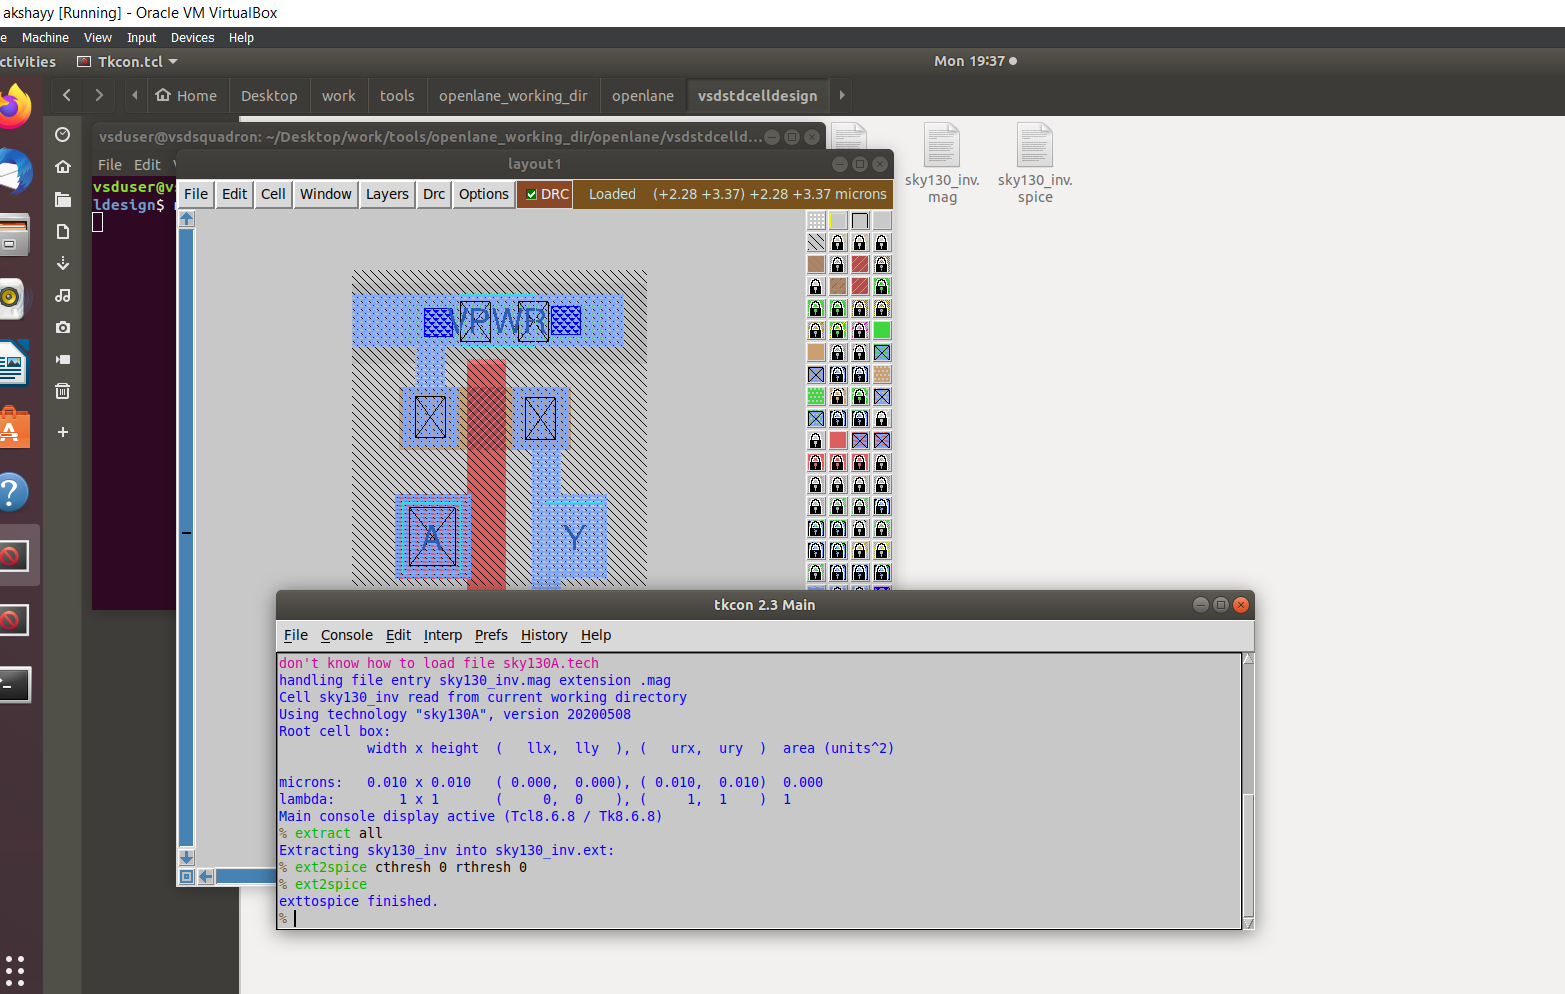 akshayy [Running] - Oracle VM VirtualBox
e Machine View Input Devices Help
ctivities Tkcon.tcl Mon 19:37
Home Desktop work tools openlane_working_dir openlane vsdstdcelldesign
vsduser@vsdsquadron: ~/Desktop/work/tools/openlane_working_dir/openlane/vsdstdcelld...
File Edit
layout1
sky130_inv.
mag
sky130_inv.
spice
vsduser@v
ldesign$
File Edit Cell Window Layers Drc Options DRC Loaded (+2.28 +3.37) +2.28 +3.37 microns
VPWR
A
Y
tkcon 2.3 Main
File Console Edit Interp Prefs History Help
don't know how to load file sky130A.tech
handling file entry sky130_inv.mag extension .mag
Cell sky130_inv read from current working directory
Using technology "sky130A", version 20200508
Root cell box:
width x height ( llx, lly ), ( urx, ury ) area (units^2)
microns: 0.010 x 0.010 ( 0.000, 0.000), ( 0.010, 0.010) 0.000
lambda: 1 x 1 ( 0, 0 ), ( 1, 1 ) 1
Main console display active (Tcl8.6.8 / Tk8.6.8)
% extract all
Extracting sky130_inv into sky130_inv.ext:
% ext2spice cthresh 0 rthresh 0
% ext2spice
exttospice finished.
%